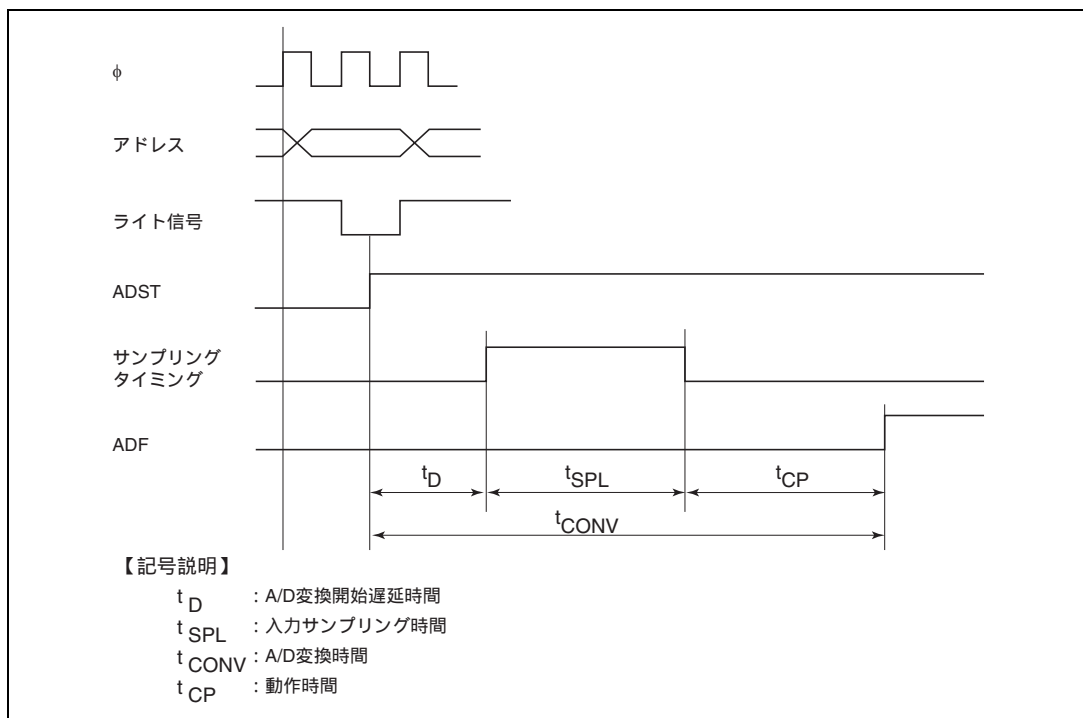 φ
アドレス
ライト信号
ADST
サンプリング
タイミング
ADF
tD tSPL tCP
tCONV
【記号説明】
tD :A/D変換開始遅延時間
tSPL :入力サンプリング時間
tCONV :A/D変換時間
tCP :動作時間